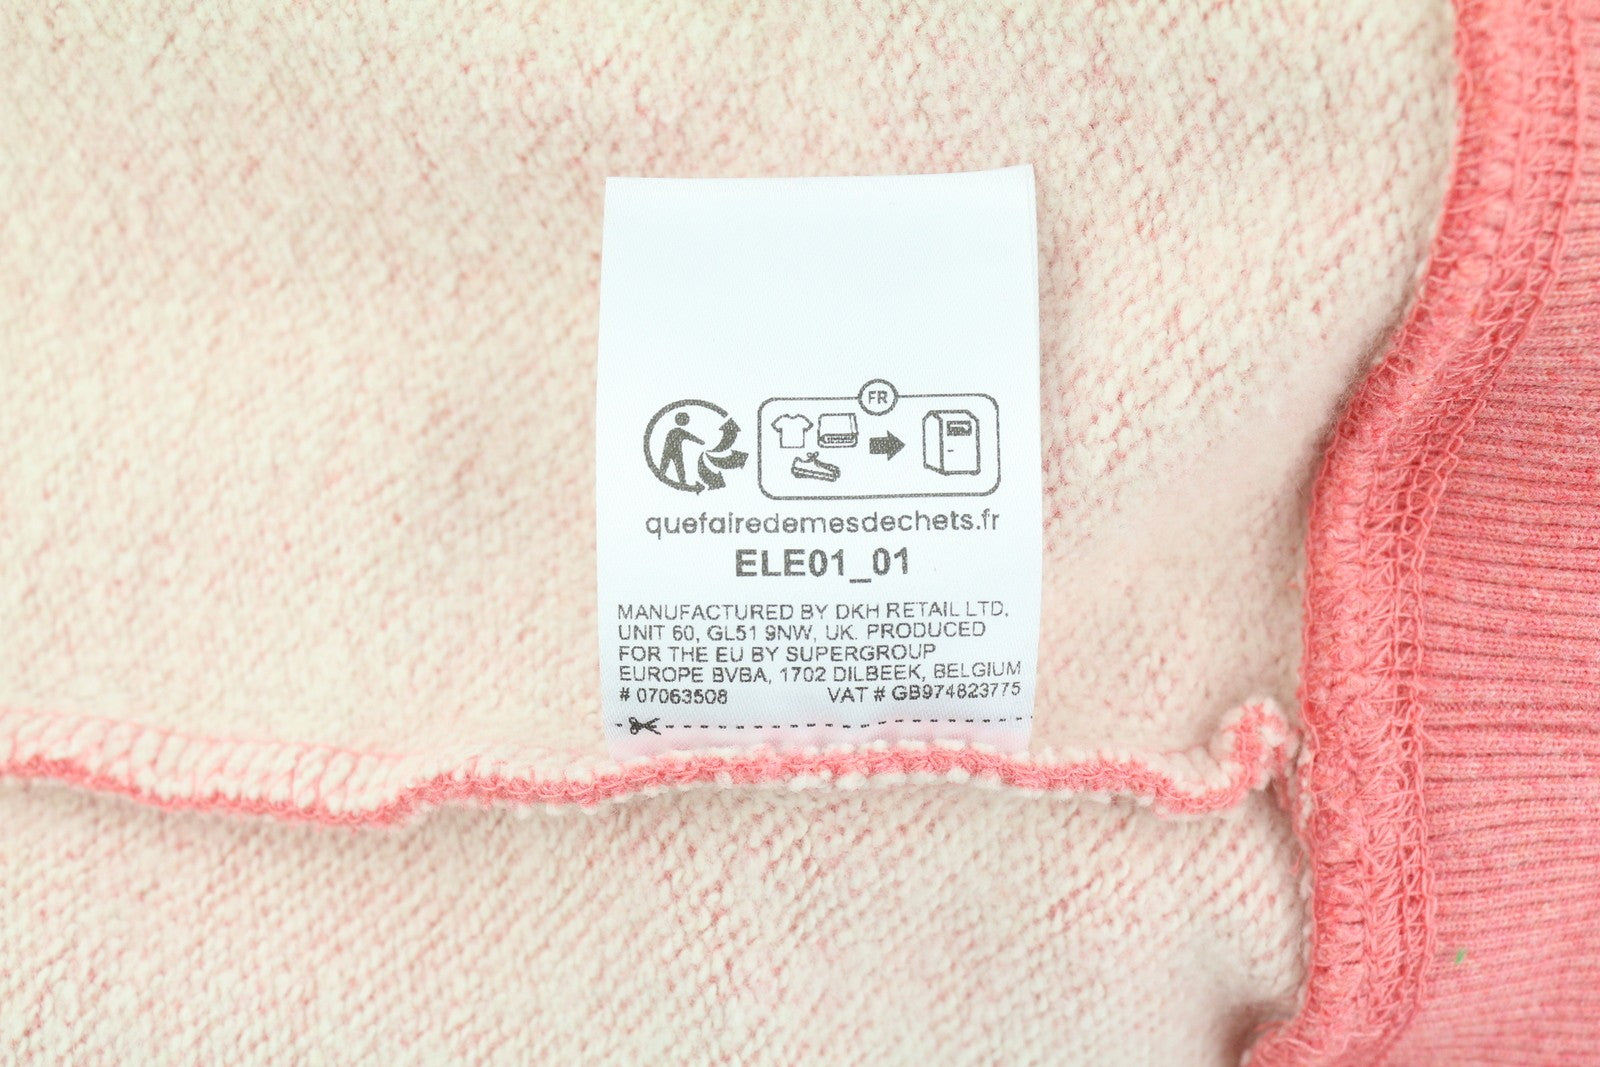 FR
quefairedemesdechets.fr
ELE01_01
MANUFACTURED BY DKH RETAIL LTD.
UNIT 60, GL51 9NW, UK. PRODUCED
FOR THE EU BY SUPERGROUP
EUROPE BVBA, 1702 DILBEEK, BELGIUM
# 07063508 VAT # GB974823775